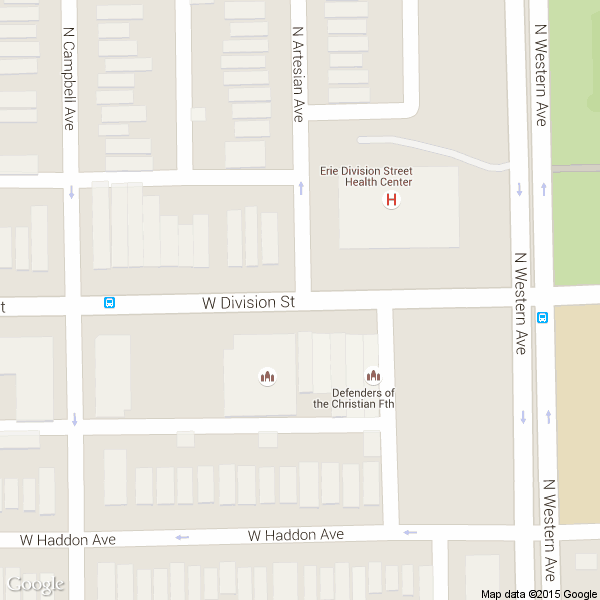 N Campbell Ave
N Artesian Ave
N Western Ave
Erie Division Street
Health Center
H
N Western Ave
W Division St
t
Defenders of
the Christian Fth
W Haddon Ave
W Haddon Ave
N Western Ave
Google
Map data ©2015 Google